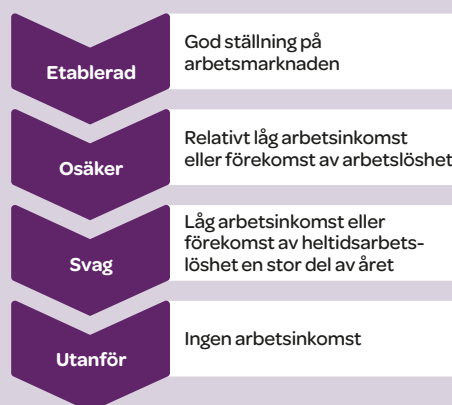 Etablerad
God ställning på
arbetsmarknaden
Osäker
Relativt låg arbetsinkomst
eller förekomst av arbetslöshet
Svag
Låg arbetsinkomst eller
förekomst av heltidsarbets-
löshet en stor del av året
Utanför
Ingen arbetsinkomst